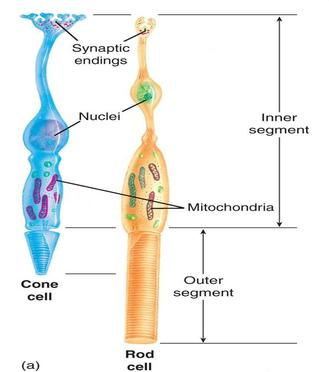 Synaptic
endings
Nuclei
Inner
segment
Mitochondria
Outer
segment
Cone
cell
Rod
cell
(a)